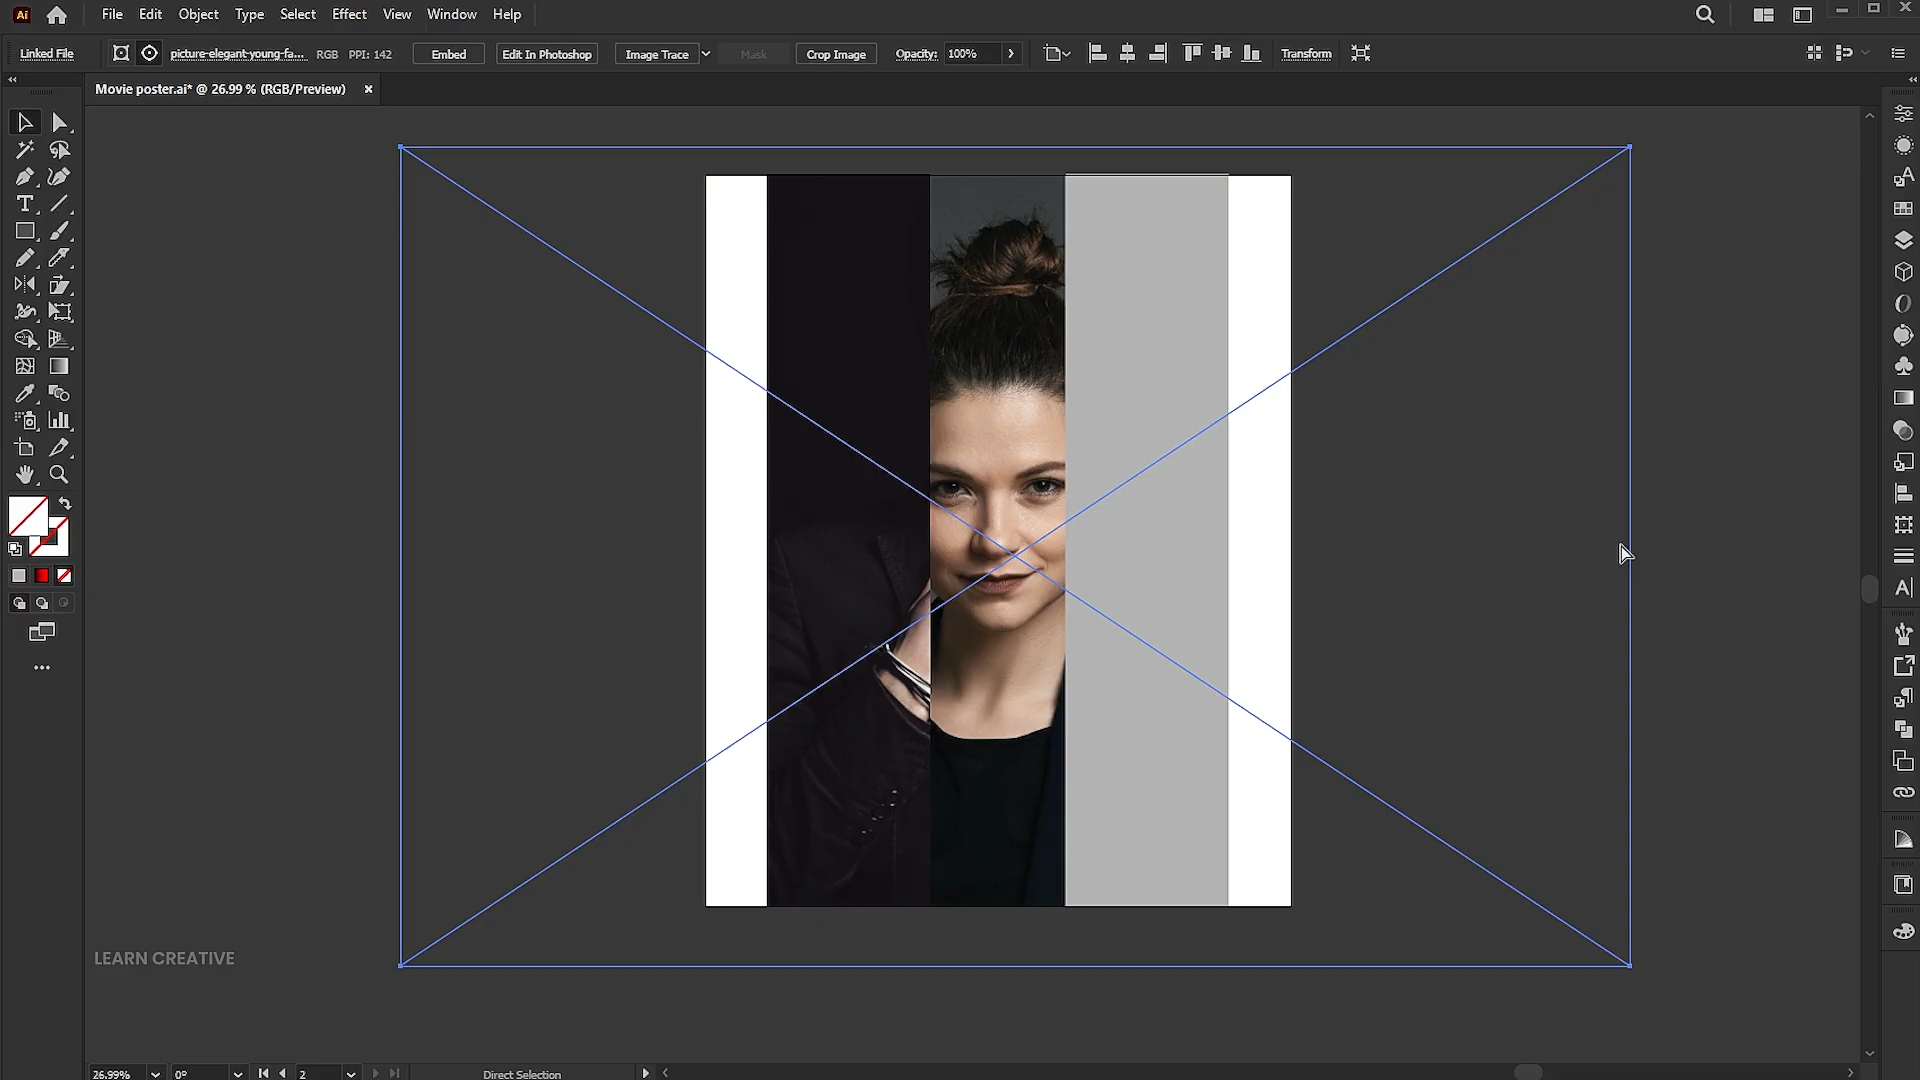 Ai File Edit Object Type Select Effect View Window Help
Linked File picture-elegant-young-fa... RGB PPI: 142 Embed Edit In Photoshop Image Trace Mask Crop Image Opacity: 100% Transform
Movie poster.ai* @ 26.99 % (RGB/Preview)
LEARN CREATIVE
26.99% 0° 2 Direct Selection